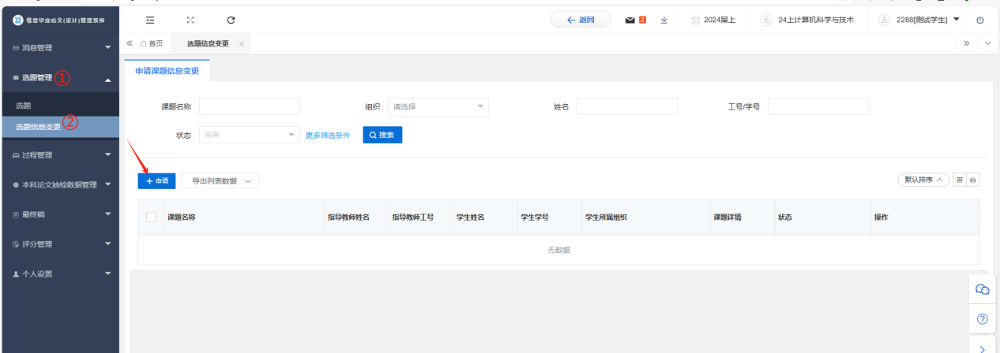 维普毕业论文(设计)管理系统
返回
2
2024届上
24上计算机科学与技术
2288[测试学生]
消息管理
首页
选题信息变更
选题管理
①
申请课题信息变更
选题
课题名称
组织
请选择
姓名
工号/学号
选题信息变更
②
状态
所有
更多筛选条件
搜索
过程管理
申请
导出列表数据
默认排序
本科论文抽检数据管理
最终稿
课题名称
指导教师姓名
指导教师工号
学生姓名
学生学号
学生所属组织
课题详情
状态
操作
评分管理
无数据
个人设置